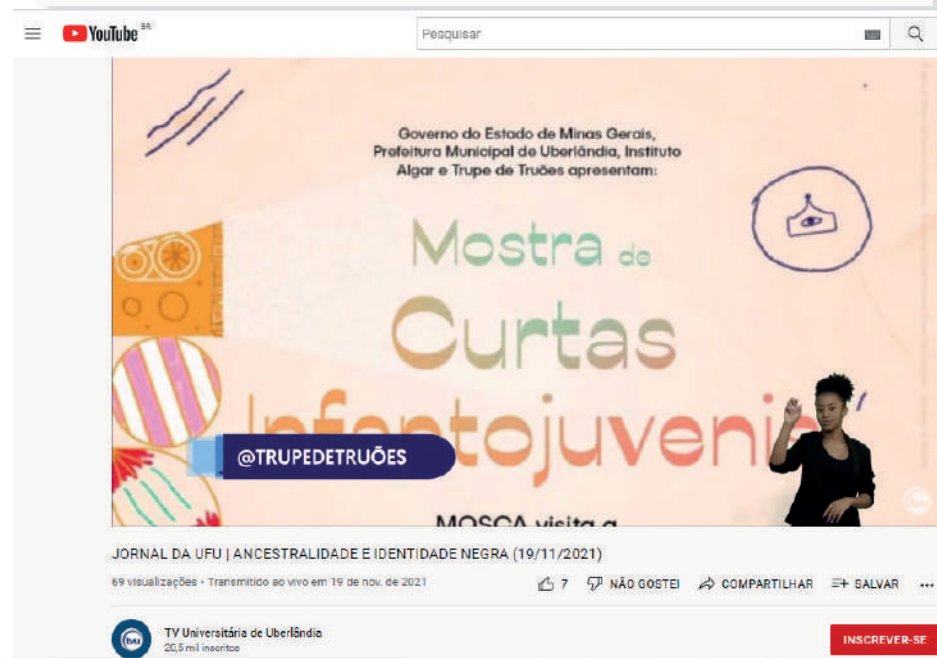 YouTube BR
Pesquisar
Governo do Estado de Minas Gerais,
Prefeitura Municipal de Uberlândia, Instituto
Algar e Trupe de Truões apresentam:
Mostra de
Curtas
Infantojuvenis
@TRUPEDETRUÕES
MOSCA visita a
JORNAL DA UFU | ANCESTRALIDADE E IDENTIDADE NEGRA (19/11/2021)
69 visualizações • Transmitido ao vivo em 19 de nov. de 2021
7 NÃO GOSTEI COMPARTILHAR SALVAR
tvu
TV Universitária de Uberlândia
20,5 mil inscritos
INSCREVER-SE